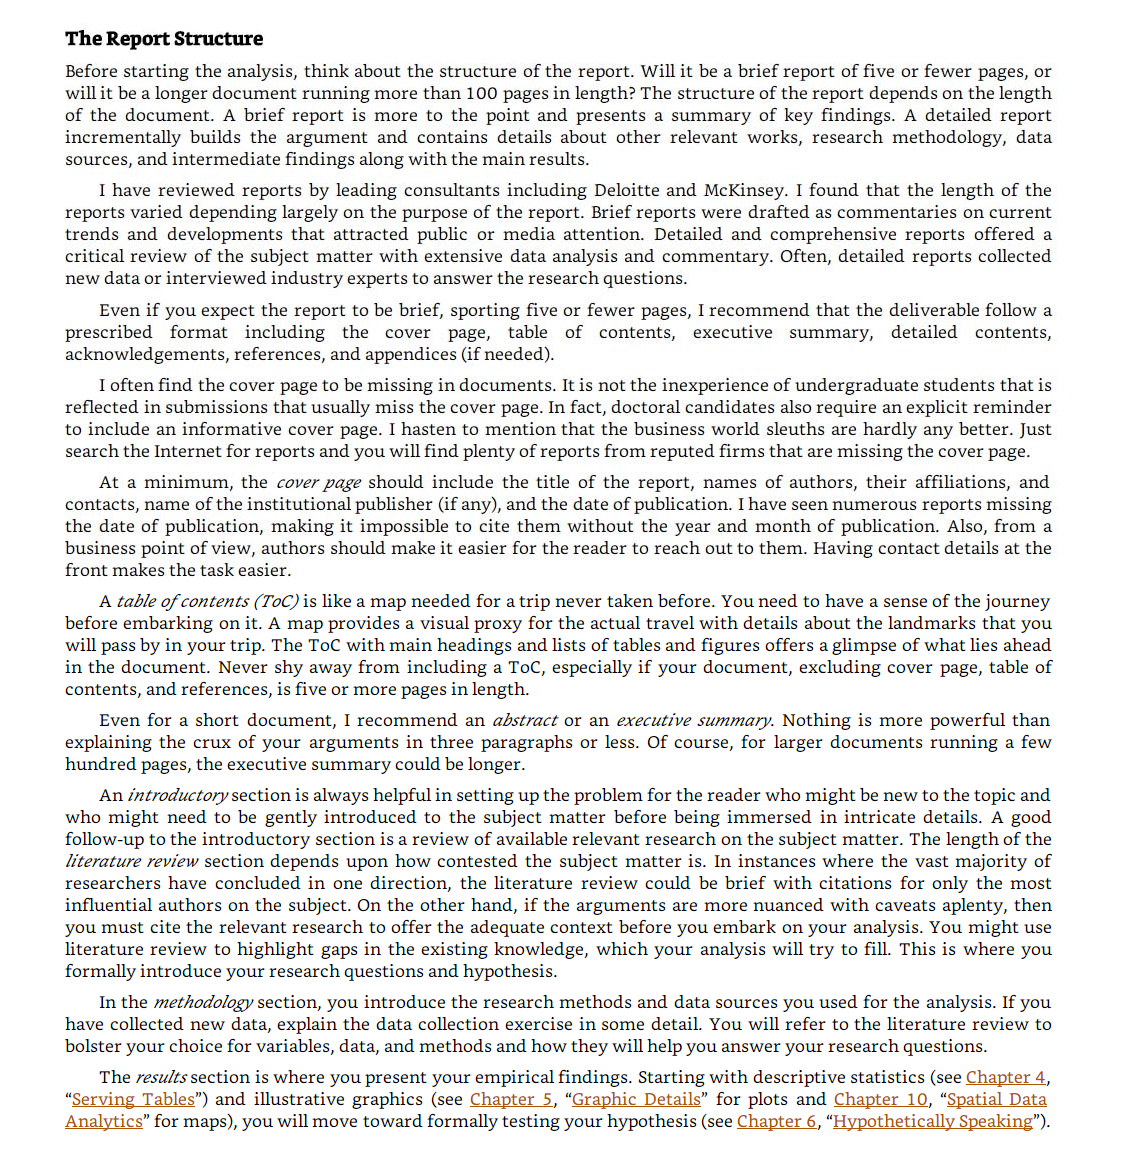 The Report Structure
Before starting the analysis, think about the structure of the report. Will it be a brief report of five or fewer pages, or
will it be a longer document running more than 100 pages in length? The structure of the report depends on the length
of the document. A brief report is more to the point and presents a summary of key findings. A detailed report
incrementally builds the argument and contains details about other relevant works, research methodology, data
sources, and intermediate findings along with the main results.
I have reviewed reports by leading consultants including Deloitte and McKinsey. I found that the length of the
reports varied depending largely on the purpose of the report. Brief reports were drafted as commentaries on current
trends and developments that attracted public or media attention. Detailed and comprehensive reports offered a
critical review of the subject matter with extensive data analysis and commentary. Often, detailed reports collected
new data or interviewed industry experts to answer the research questions.
Even if you expect the report to be brief, sporting five or fewer pages, I recommend that the deliverable follow a
prescribed format including the cover page, table of contents, executive summary, detailed contents,
acknowledgements, references, and appendices (if needed).
I often find the cover page to be missing in documents. It is not the inexperience of undergraduate students that is
reflected in submissions that usually miss the cover page. In fact, doctoral candidates also require an explicit reminder
to include an informative cover page. I hasten to mention that the business world sleuths are hardly any better. Just
search the Internet for reports and you will find plenty of reports from reputed firms that are missing the cover page.
At a minimum, the cover page should include the title of the report, names of authors, their affiliations, and
contacts, name of the institutional publisher (if any), and the date of publication. I have seen numerous reports missing
the date of publication, making it impossible to cite them without the year and month of publication. Also, from a
business point of view, authors should make it easier for the reader to reach out to them. Having contact details at the
front makes the task easier.
A table of contents (ToC) is like a map needed for a trip never taken before. You need to have a sense of the journey
before embarking on it. A map provides a visual proxy for the actual travel with details about the landmarks that you
will pass by in your trip. The ToC with main headings and lists of tables and figures offers a glimpse of what lies ahead
in the document. Never shy away from including a ToC, especially if your document, excluding cover page, table of
contents, and references, is five or more pages in length.
Even for a short document, I recommend an abstract or an executive summary. Nothing is more powerful than
explaining the crux of your arguments in three paragraphs or less. Of course, for larger documents running a few
hundred pages, the executive summary could be longer.
An introductory section is always helpful in setting up the problem for the reader who might be new to the topic and
who might need to be gently introduced to the subject matter before being immersed in intricate details. A good
follow-up to the introductory section is a review of available relevant research on the subject matter. The length of the
literature review section depends upon how contested the subject matter is. In instances where the vast majority of
researchers have concluded in one direction, the literature review could be brief with citations for only the most
influential authors on the subject. On the other hand, if the arguments are more nuanced with caveats aplenty, then
you must cite the relevant research to offer the adequate context before you embark on your analysis. You might use
literature review to highlight gaps in the existing knowledge, which your analysis will try to fill. This is where you
formally introduce your research questions and hypothesis.
In the methodology section, you introduce the research methods and data sources you used for the analysis. If you
have collected new data, explain the data collection exercise in some detail. You will refer to the literature review to
bolster your choice for variables, data, and methods and how they will help you answer your research questions.
The results section is where you present your empirical findings. Starting with descriptive statistics (see Chapter 4,
“Serving Tables”) and illustrative graphics (see Chapter 5, “Graphic Details” for plots and Chapter 10, “Spatial Data
Analytics” for maps), you will move toward formally testing your hypothesis (see Chapter 6, “Hypothetically Speaking”).